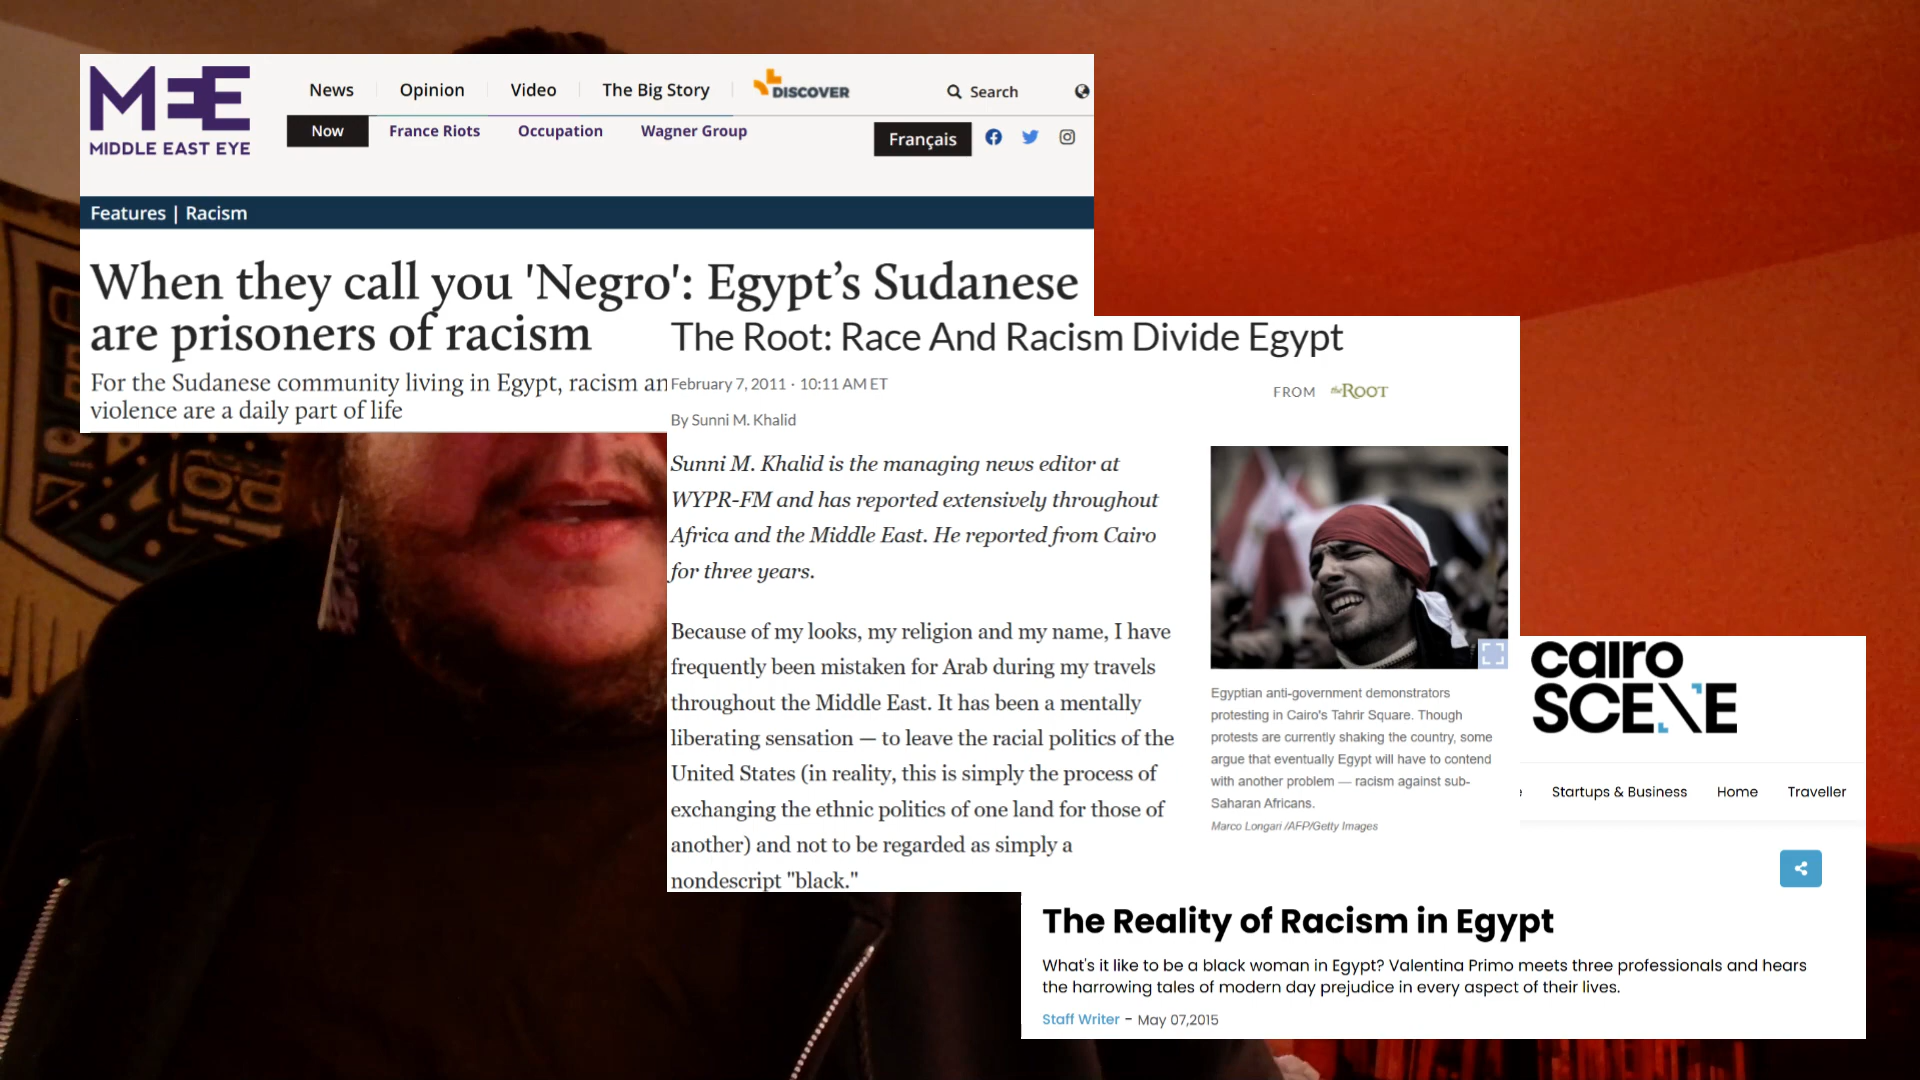 MEE
MIDDLE EAST EYE
News
Opinion
Video
The Big Story
DISCOVER
Search
Now
France Riots
Occupation
Wagner Group
Français
Features | Racism
When they call you 'Negro': Egypt’s Sudanese
are prisoners of racism
For the Sudanese community living in Egypt, racism an
violence are a daily part of life
The Root: Race And Racism Divide Egypt
February 7, 2011 · 10:11 AM ET
FROM theROOT
By Sunni M. Khalid
Sunni M. Khalid is the managing news editor at
WYPR-FM and has reported extensively throughout
Africa and the Middle East. He reported from Cairo
for three years.
Because of my looks, my religion and my name, I have
frequently been mistaken for Arab during my travels
throughout the Middle East. It has been a mentally
liberating sensation — to leave the racial politics of the
United States (in reality, this is simply the process of
exchanging the ethnic politics of one land for those of
another) and not to be regarded as simply a
nondescript "black."
Egyptian anti-government demonstrators
protesting in Cairo's Tahrir Square. Though
protests are currently shaking the country, some
argue that eventually Egypt will have to contend
with another problem — racism against sub-
Saharan Africans.
Marco Longari /AFP/Getty Images
cairo
SCENE
Startups & Business
Home
Traveller
The Reality of Racism in Egypt
What's it like to be a black woman in Egypt? Valentina Primo meets three professionals and hears
the harrowing tales of modern day prejudice in every aspect of their lives.
Staff Writer - May 07,2015